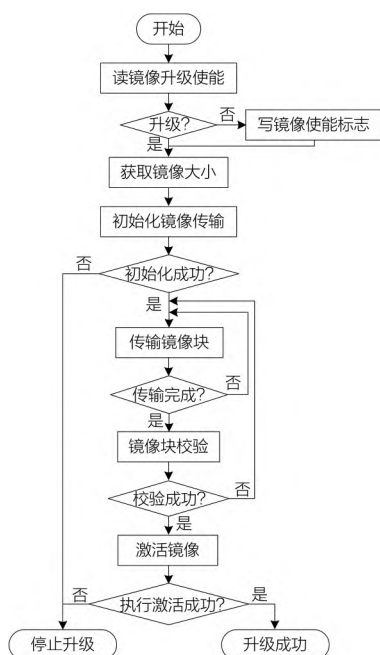 开始
读镜像升级使能
升级?
否
写镜像使能标志
是
获取镜像大小
初始化镜像传输
否
初始化成功?
是
传输镜像块
传输完成?
否
是
镜像块校验
校验成功?
否
是
激活镜像
否
执行激活成功?
是
停止升级
升级成功